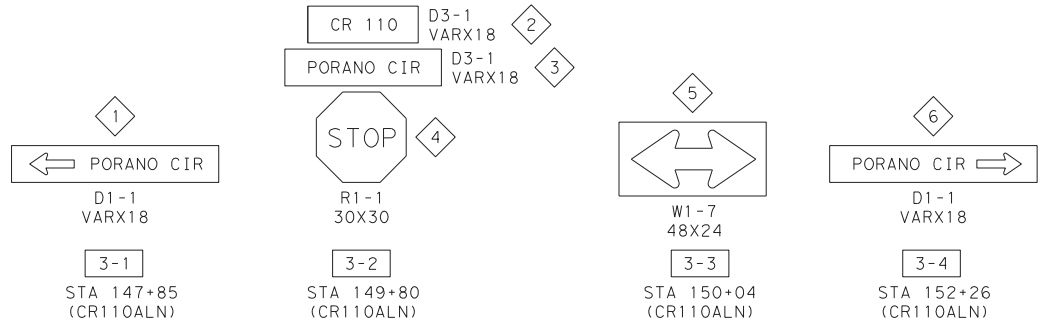 CR 110
D3-1
VARX18
2
PORANO CIR
D3-1
VARX18
3
1
PORANO CIR
D1-1
VARX18
3-1
STA 147+85
(CR110ALN)
STOP
4
R1-1
30X30
3-2
STA 149+80
(CR110ALN)
5
W1-7
48X24
3-3
STA 150+04
(CR110ALN)
6
PORANO CIR
D1-1
VARX18
3-4
STA 152+26
(CR110ALN)